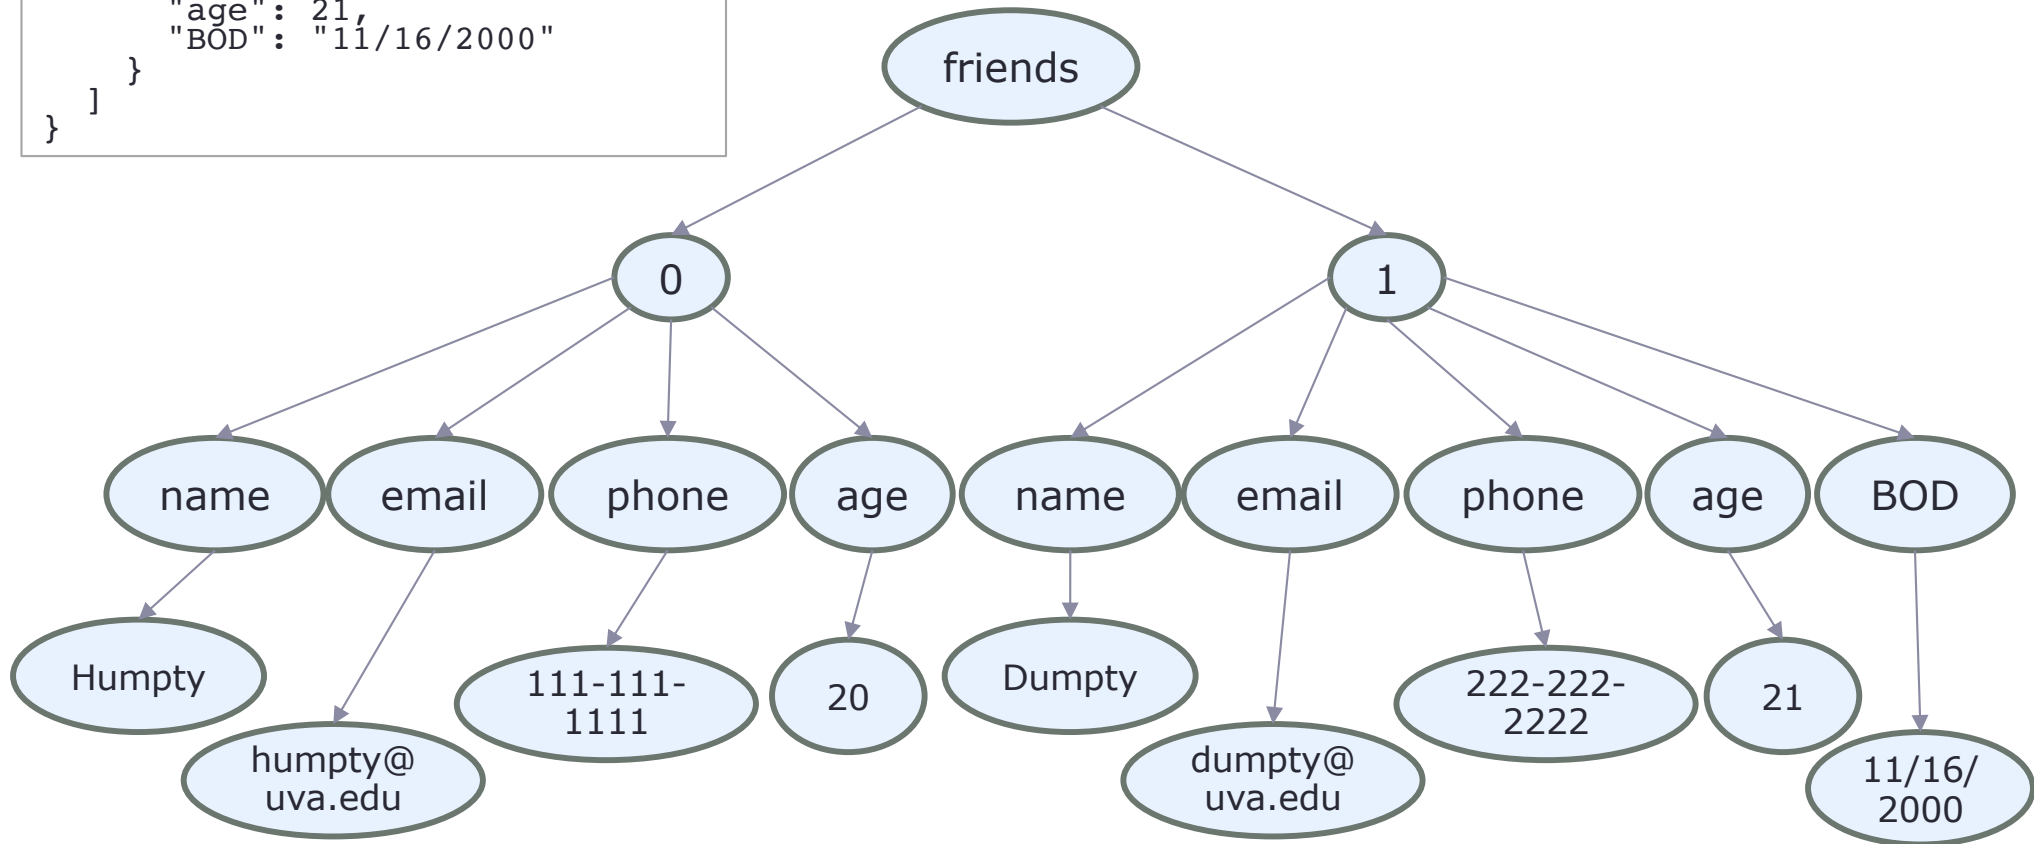 "age": 21,
"BOD": "11/16/2000"
}
]
}
friends
0
1
name
email
phone
age
name
email
phone
age
BOD
Humpty
humpty@
uva.edu
111-111-
1111
20
Dumpty
dumpty@
uva.edu
222-222-
2222
21
11/16/
2000